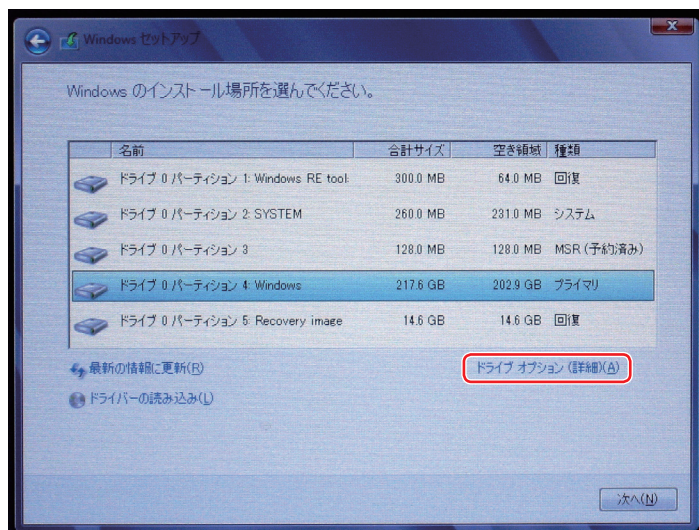 Windows セットアップ
Windows のインストール場所を選んでください。
名前 合計サイズ 空き領域 種類
ドライブ 0 パーティション 1: Windows RE tool: 300.0 MB 64.0 MB 回復
ドライブ 0 パーティション 2: SYSTEM 260.0 MB 231.0 MB システム
ドライブ 0 パーティション 3 128.0 MB 128.0 MB MSR (予約済み)
ドライブ 0 パーティション 4: Windows 217.6 GB 202.9 GB プライマリ
ドライブ 0 パーティション 5: Recovery image 14.6 GB 14.6 GB 回復
最新の情報に更新(R) ドライブ オプション (詳細)(A)
ドライバーの読み込み(L)
次へ(N)